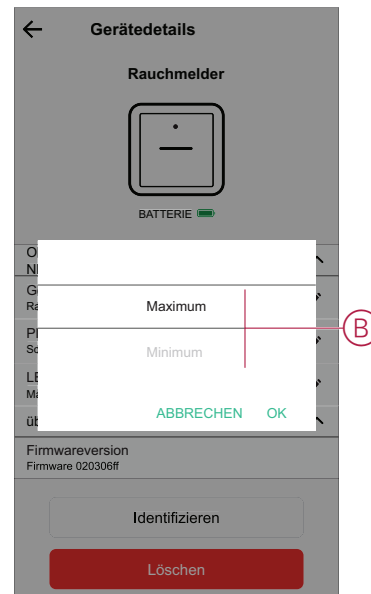 Gerätedetails
Rauchmelder
BATTERIE
Maximum
Minimum
B
ABBRECHEN OK
Firmwareversion
Firmware 020306ff
Identifizieren
Löschen